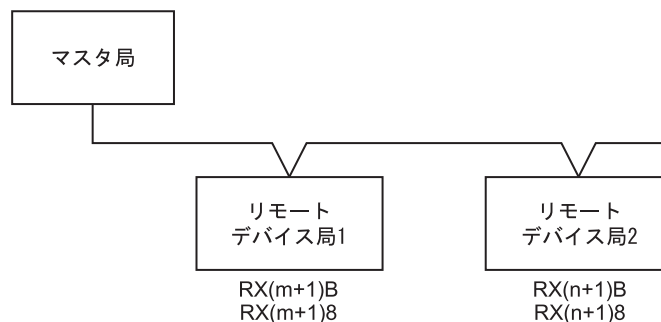 マスタ局
リモート
デバイス局1
リモート
デバイス局2
RX(m+1)B
RX(m+1)8
RX(n+1)B
RX(n+1)8